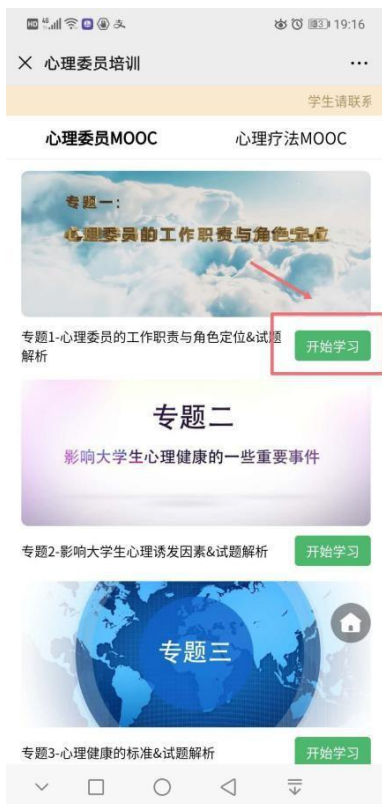 HD 46 支 83 19:16
× 心理委员培训 ...
学生请联系
心理委员MOOC 心理疗法MOOC
专题一：
心理委员的工作职责与角色定位
专题1-心理委员的工作职责与角色定位&试题
解析
开始学习
专题二
影响大学生心理健康的一些重要事件
专题2-影响大学生心理诱发因素&试题解析
开始学习
专题三
专题3-心理健康的标准&试题解析
开始学习